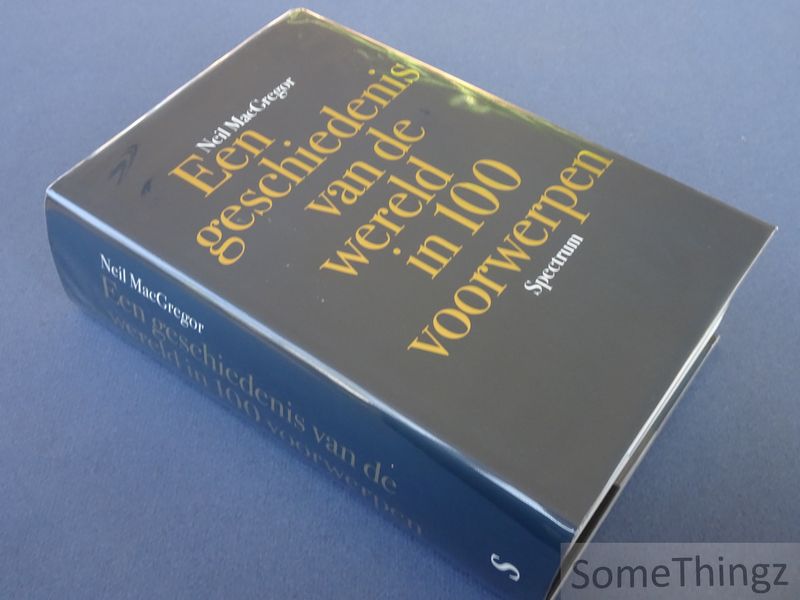 Neil MacGregor
Een
geschiedenis
van de
wereld
in 100
voorwerpen
Spectrum
Neil MacGregor
Een geschiedenis van de
wereld in 100 voorwerpen
S
SomeThingz